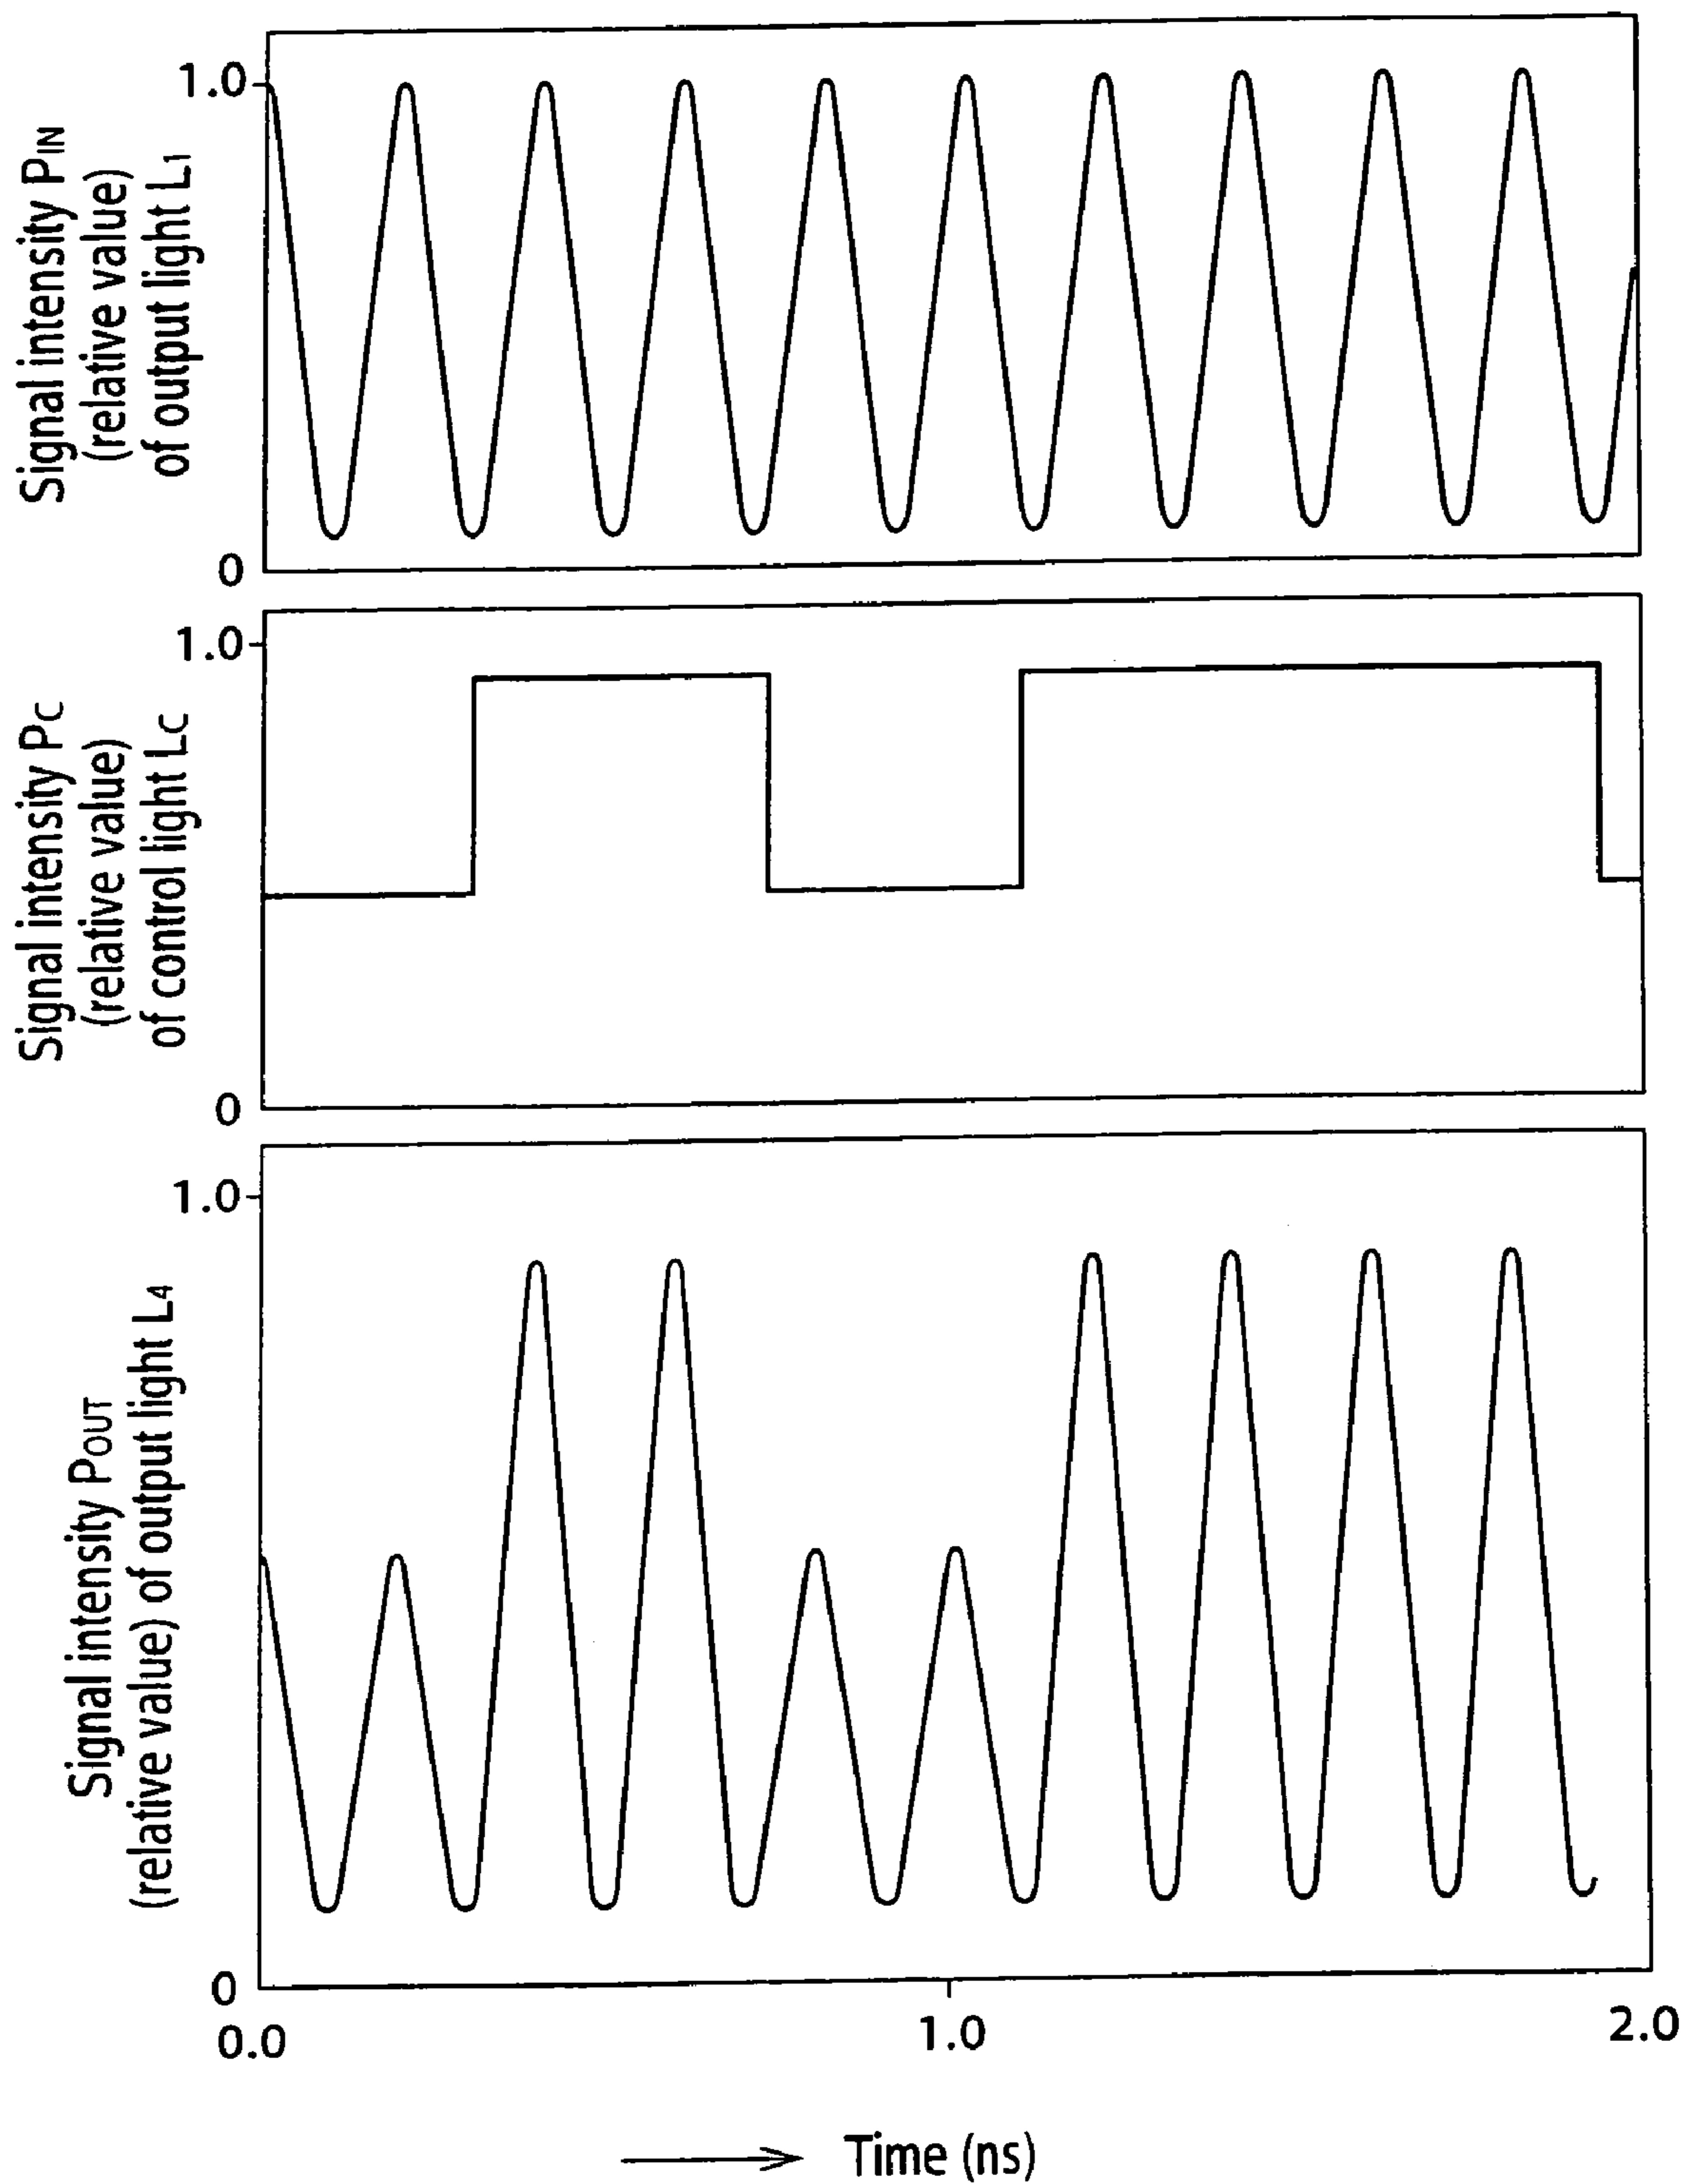 Signal intensity PIN
(relative value)
of output light L1
1.0
0
Signal intensity PC
(relative value)
of control light LC
1.0
0
Signal intensity POUT
(relative value) of output light L4
1.0
0
0.0
1.0
2.0
Time (ns)